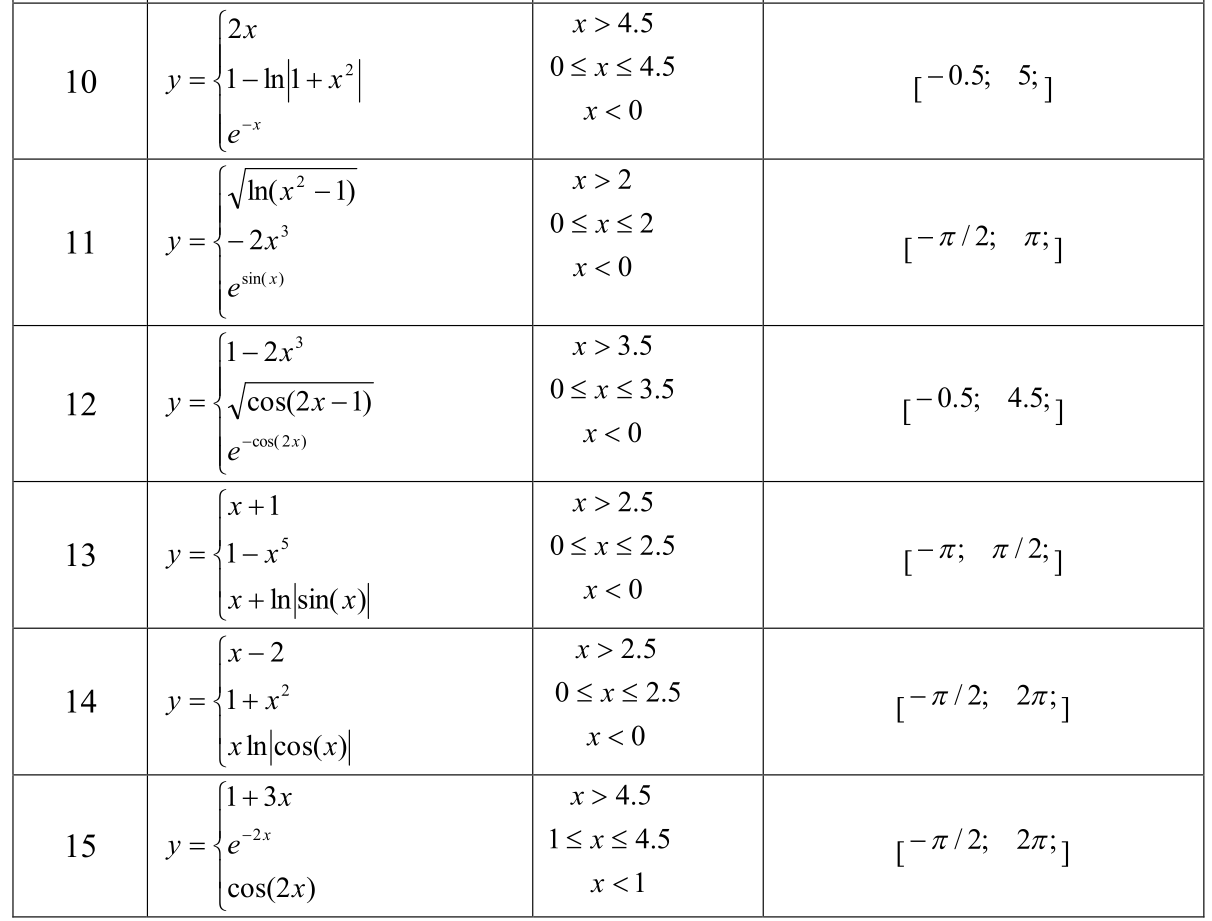 10 y = { 2x x > 4.5 [ −0.5; 5; ]
1 − ln|1 + x²| 0 ≤ x ≤ 4.5
e^(−x) x < 0
11 y = { √(ln(x² − 1)) x > 2 [ −π / 2; π; ]
−2x³ 0 ≤ x ≤ 2
e^(sin(x)) x < 0
12 y = { 1 − 2x³ x > 3.5 [ −0.5; 4.5; ]
√(cos(2x − 1)) 0 ≤ x ≤ 3.5
e^(−cos(2x)) x < 0
13 y = { x + 1 x > 2.5 [ −π; π / 2; ]
1 − x⁵ 0 ≤ x ≤ 2.5
x + ln|sin(x)| x < 0
14 y = { x − 2 x > 2.5 [ −π / 2; 2π; ]
1 + x² 0 ≤ x ≤ 2.5
x ln|cos(x)| x < 0
15 y = { 1 + 3x x > 4.5 [ −π / 2; 2π; ]
e^(−2x) 1 ≤ x ≤ 4.5
cos(2x) x < 1